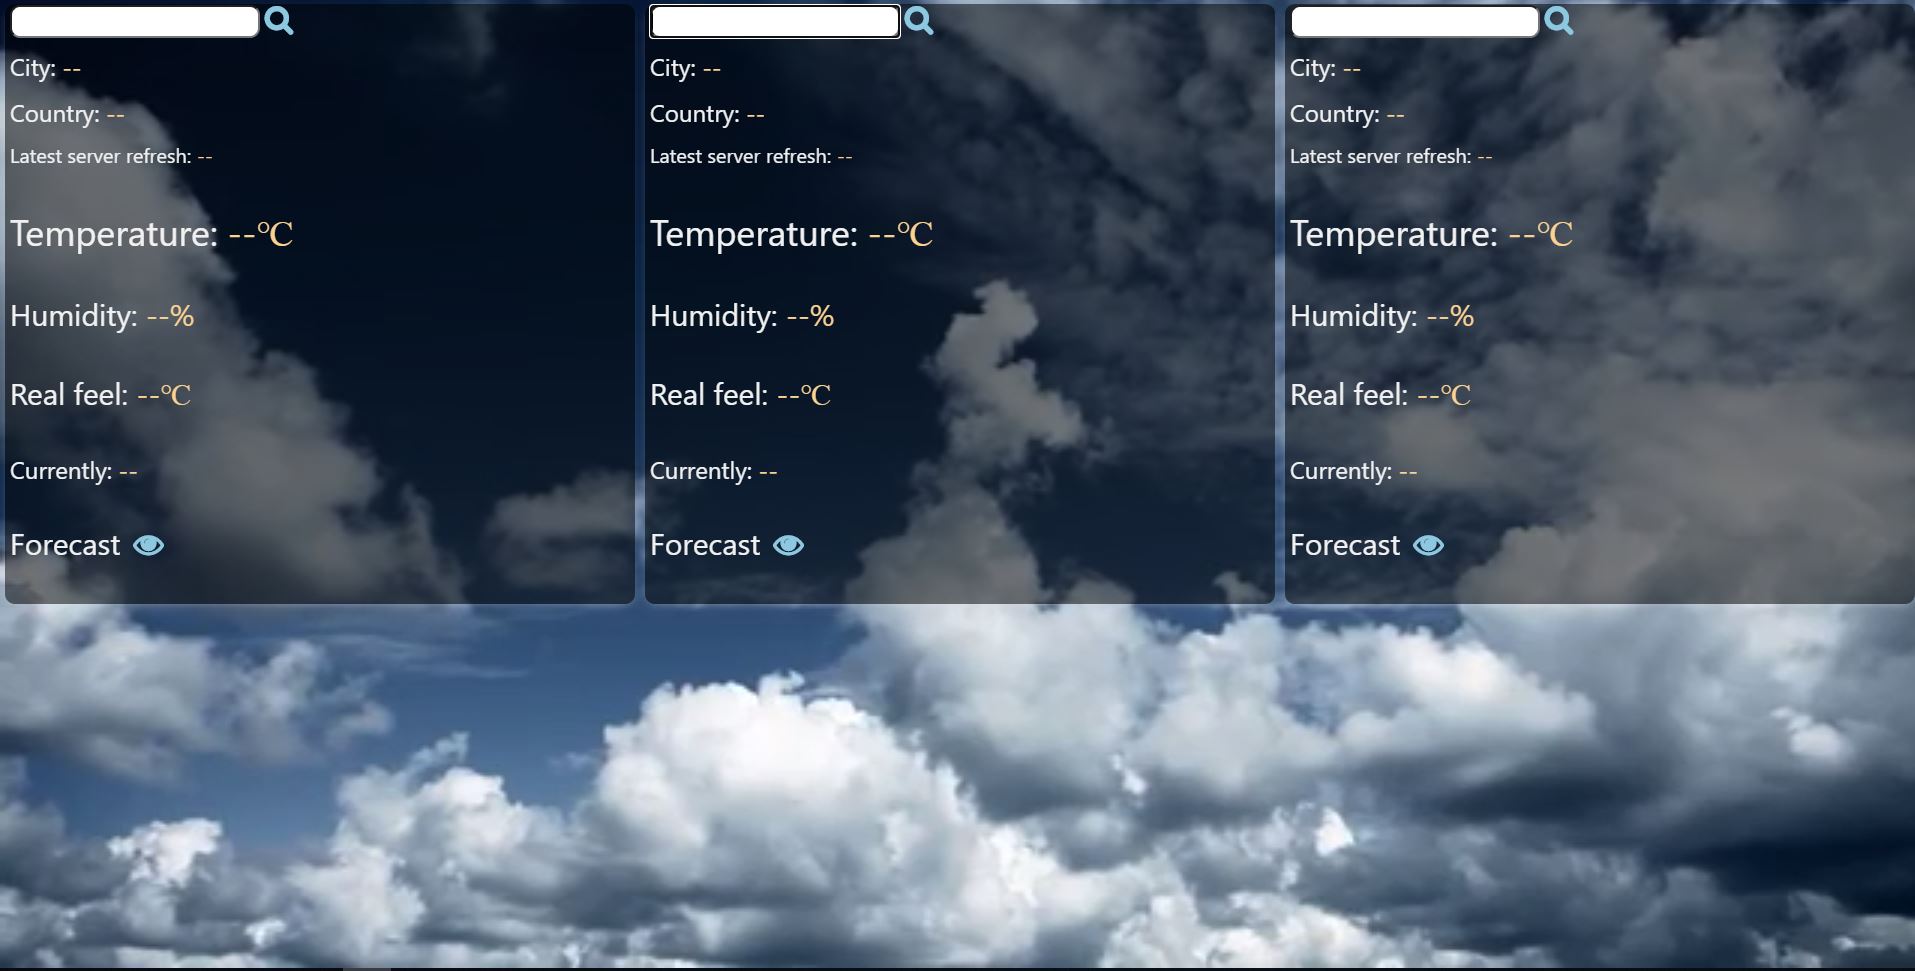 City: --
Country: --
Latest server refresh: --
Temperature: --°C
Humidity: --%
Real feel: --°C
Currently: --
Forecast
City: --
Country: --
Latest server refresh: --
Temperature: --°C
Humidity: --%
Real feel: --°C
Currently: --
Forecast
City: --
Country: --
Latest server refresh: --
Temperature: --°C
Humidity: --%
Real feel: --°C
Currently: --
Forecast